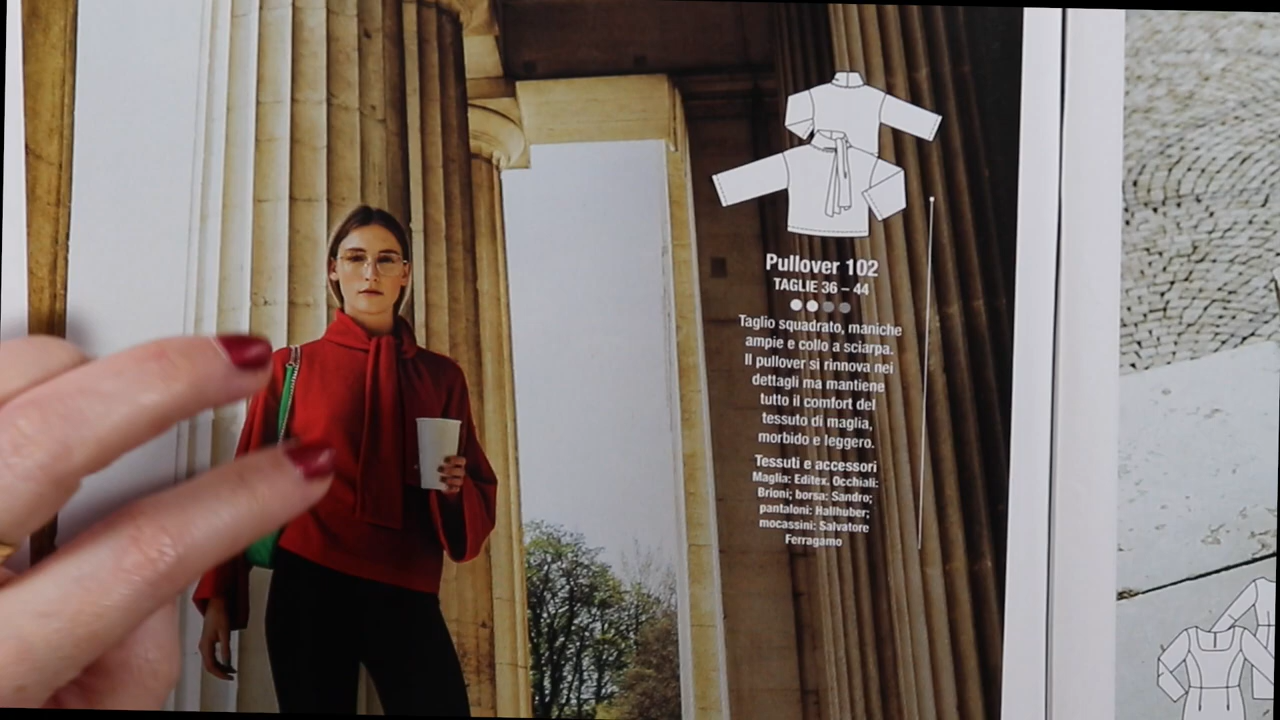 Pullover 102
TAGLIE 36 – 44
Taglio squadrato, maniche
ampie e collo a sciarpa.
Il pullover si rinnova nei
dettagli ma mantiene
tutto il comfort del
tessuto di maglia,
morbido e leggero.
Tessuti e accessori
Maglia: Editex. Occhiali:
Brioni; borsa: Sandro;
pantaloni: Hallhuber;
mocassini: Salvatore
Ferragamo